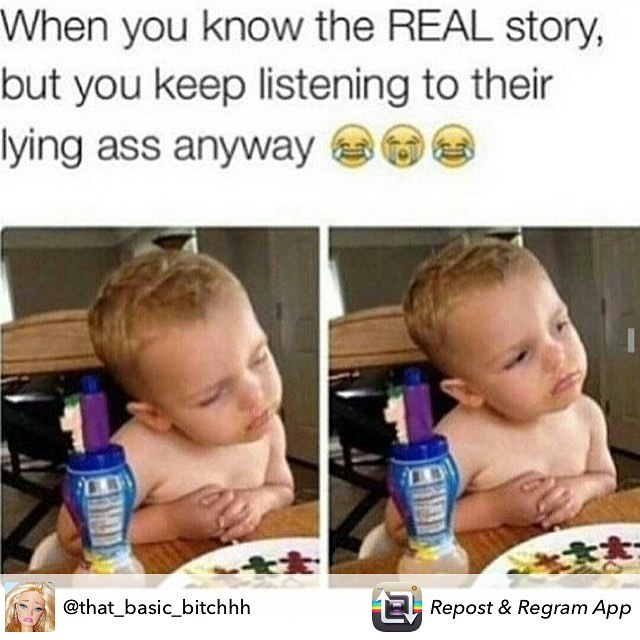 When you know the REAL story,
but you keep listening to their
lying ass anyway 😂😭😂
@that_basic_bitchhh
Repost & Regram App